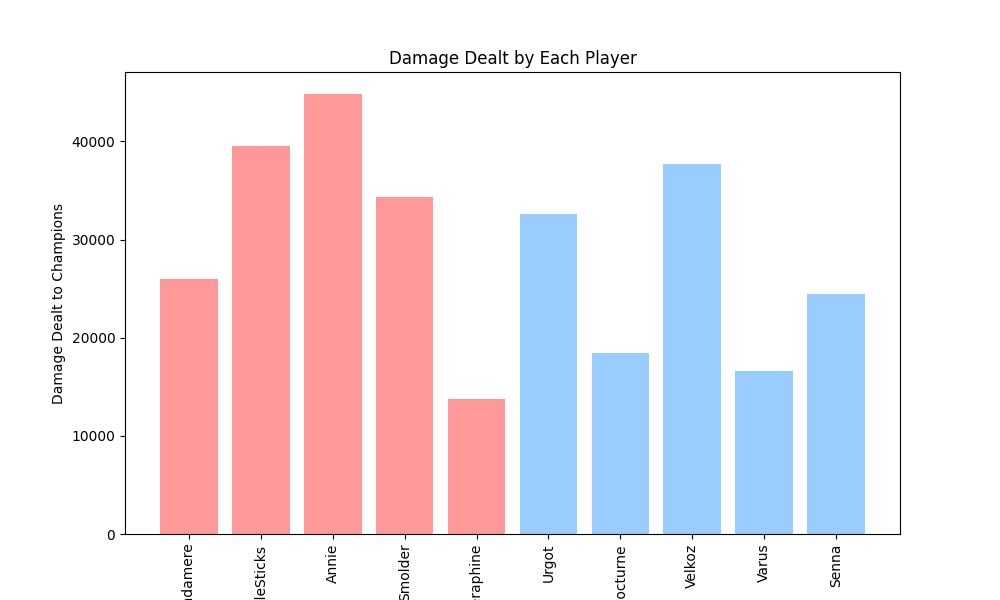 Damage Dealt by Each Player
Damage Dealt to Champions
40000
30000
20000
10000
0
ndamere
leSticks
Annie
Smolder
raphine
Urgot
octurne
Velkoz
Varus
Senna